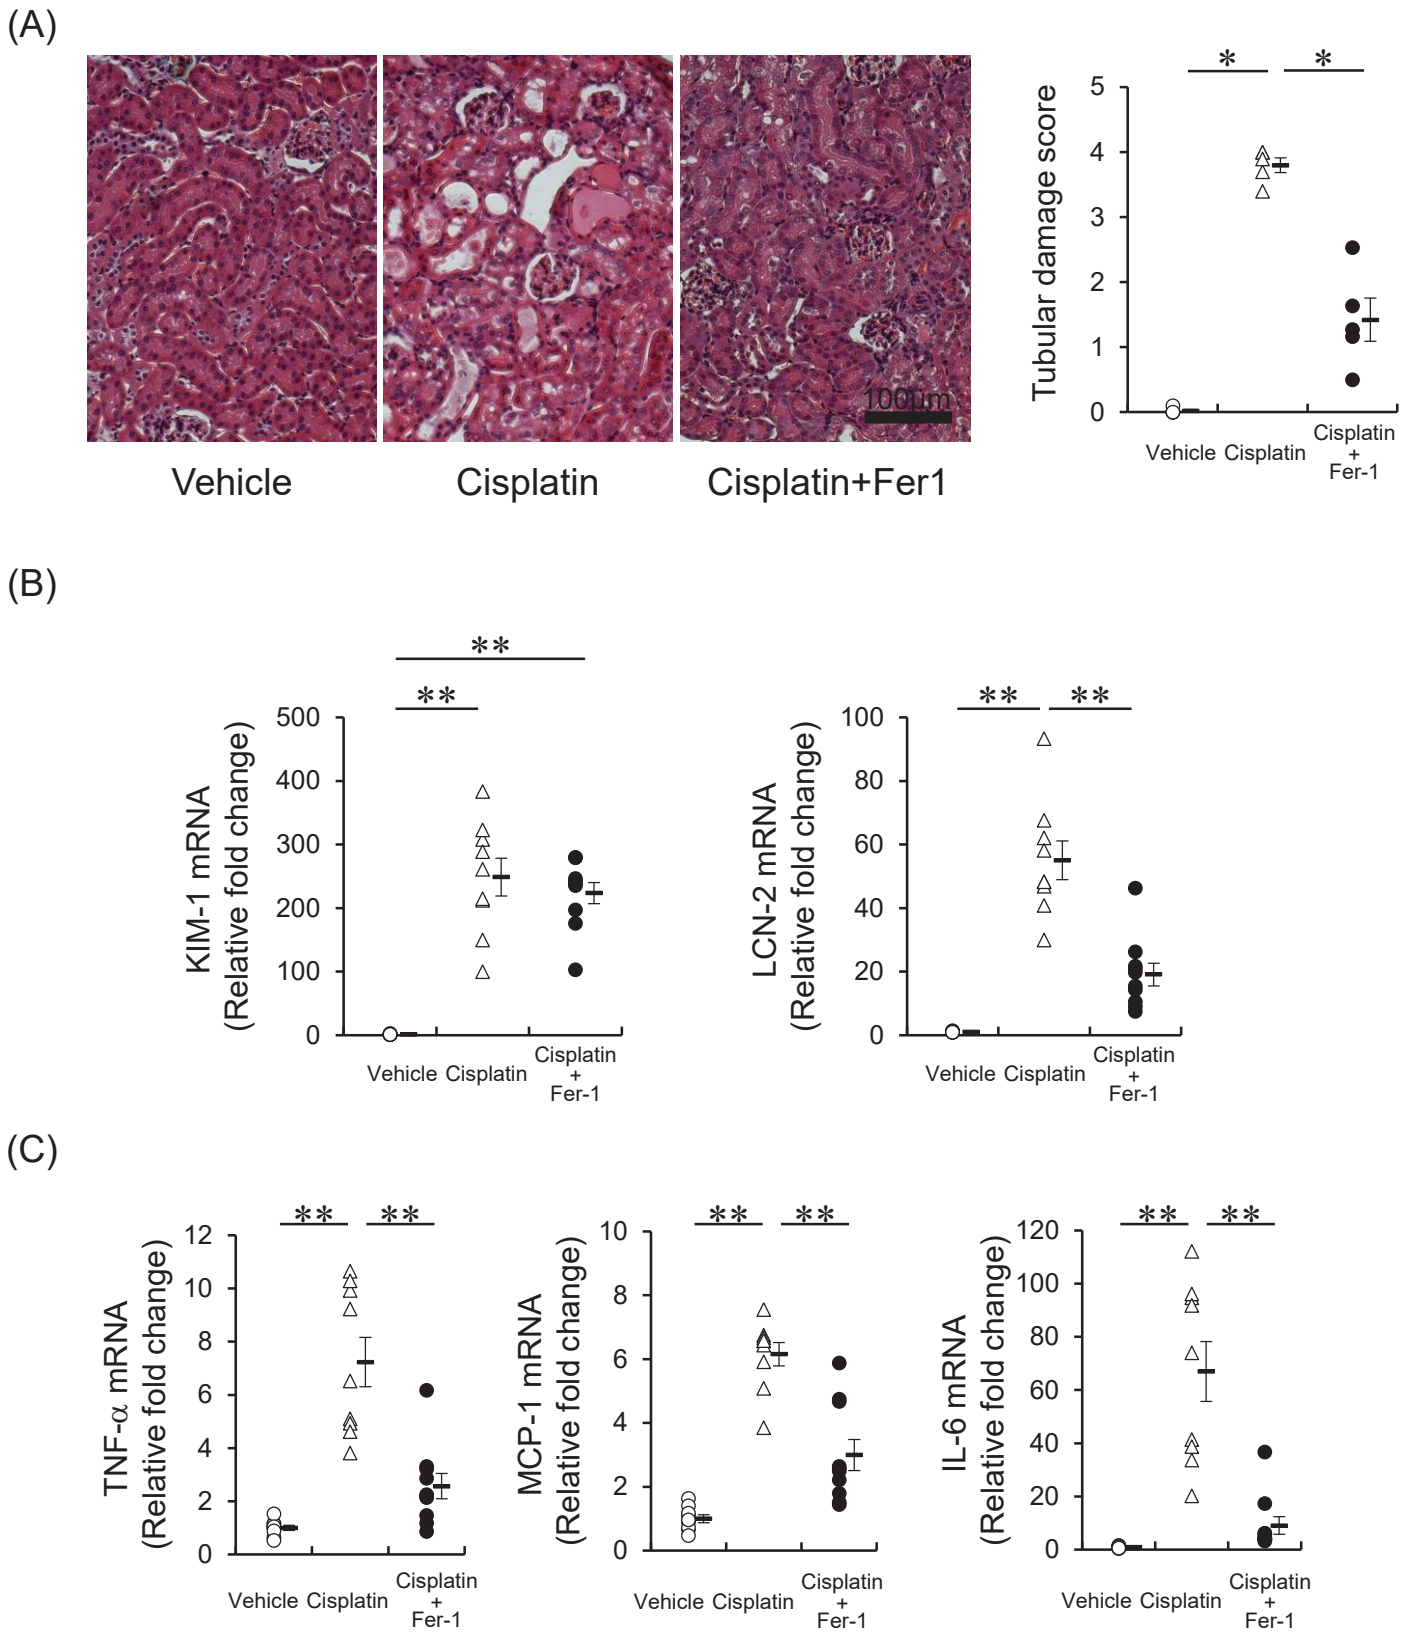 (A)
* *
5
4
3
2
1
0
Tubular damage score
100μm
Vehicle Cisplatin Cisplatin + Fer-1
Vehicle Cisplatin Cisplatin+Fer1
(B)
**
**
500
400
300
200
100
0
KIM-1 mRNA
(Relative fold change)
Vehicle Cisplatin Cisplatin + Fer-1
** **
100
80
60
40
20
0
LCN-2 mRNA
(Relative fold change)
Vehicle Cisplatin Cisplatin + Fer-1
(C)
** **
12
10
8
6
4
2
0
TNF-α mRNA
(Relative fold change)
Vehicle Cisplatin Cisplatin + Fer-1
** **
10
8
6
4
2
0
MCP-1 mRNA
(Relative fold change)
Vehicle Cisplatin Cisplatin + Fer-1
** **
120
100
80
60
40
20
0
IL-6 mRNA
(Relative fold change)
Vehicle Cisplatin Cisplatin + Fer-1